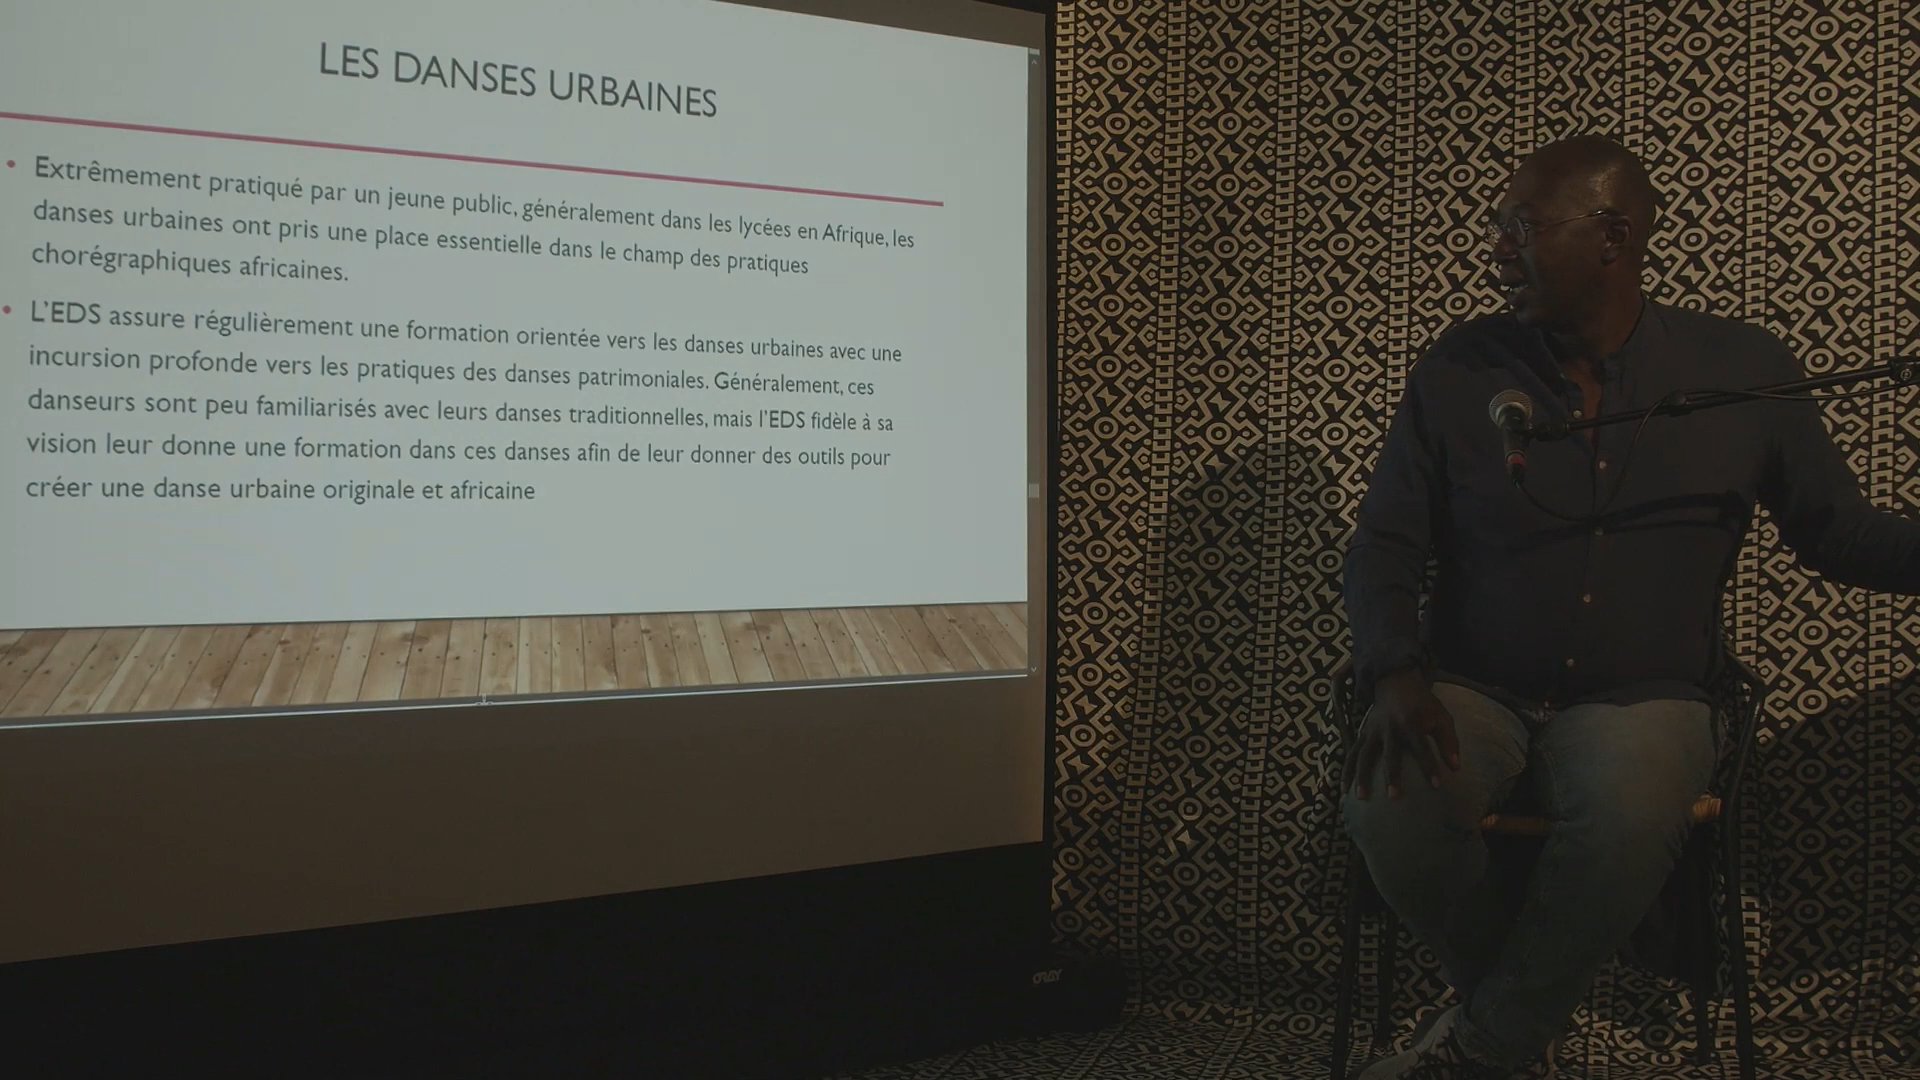 LES DANSES URBAINES
• Extrêmement pratiqué par un jeune public, généralement dans les lycées en Afrique, les
danses urbaines ont pris une place essentielle dans le champ des pratiques
chorégraphiques africaines.
• L'EDS assure régulièrement une formation orientée vers les danses urbaines avec une
incursion profonde vers les pratiques des danses patrimoniales. Généralement, ces
danseurs sont peu familiarisés avec leurs danses traditionnelles, mais l'EDS fidèle à sa
vision leur donne une formation dans ces danses afin de leur donner des outils pour
créer une danse urbaine originale et africaine